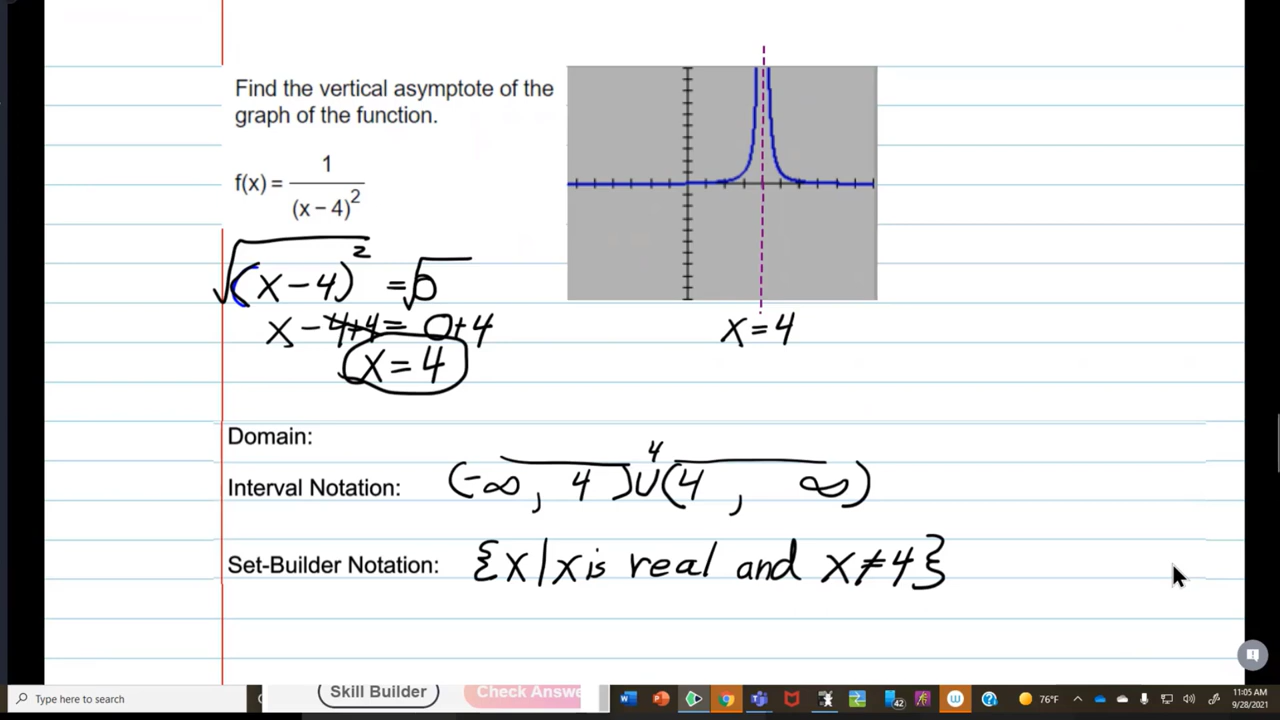 Find the vertical asymptote of the
graph of the function.
f(x) = 1
(x − 4)²
√(x − 4)² = √0
x − 4+4 = 0+4
x = 4
x = 4
Domain:
4
Interval Notation: (-∞, 4) ∪ (4, ∞)
Set-Builder Notation: {x | x is real and x ≠ 4}
Skill Builder
Check Answe
Type here to search
42
76°F
11:05 AM
9/28/2021